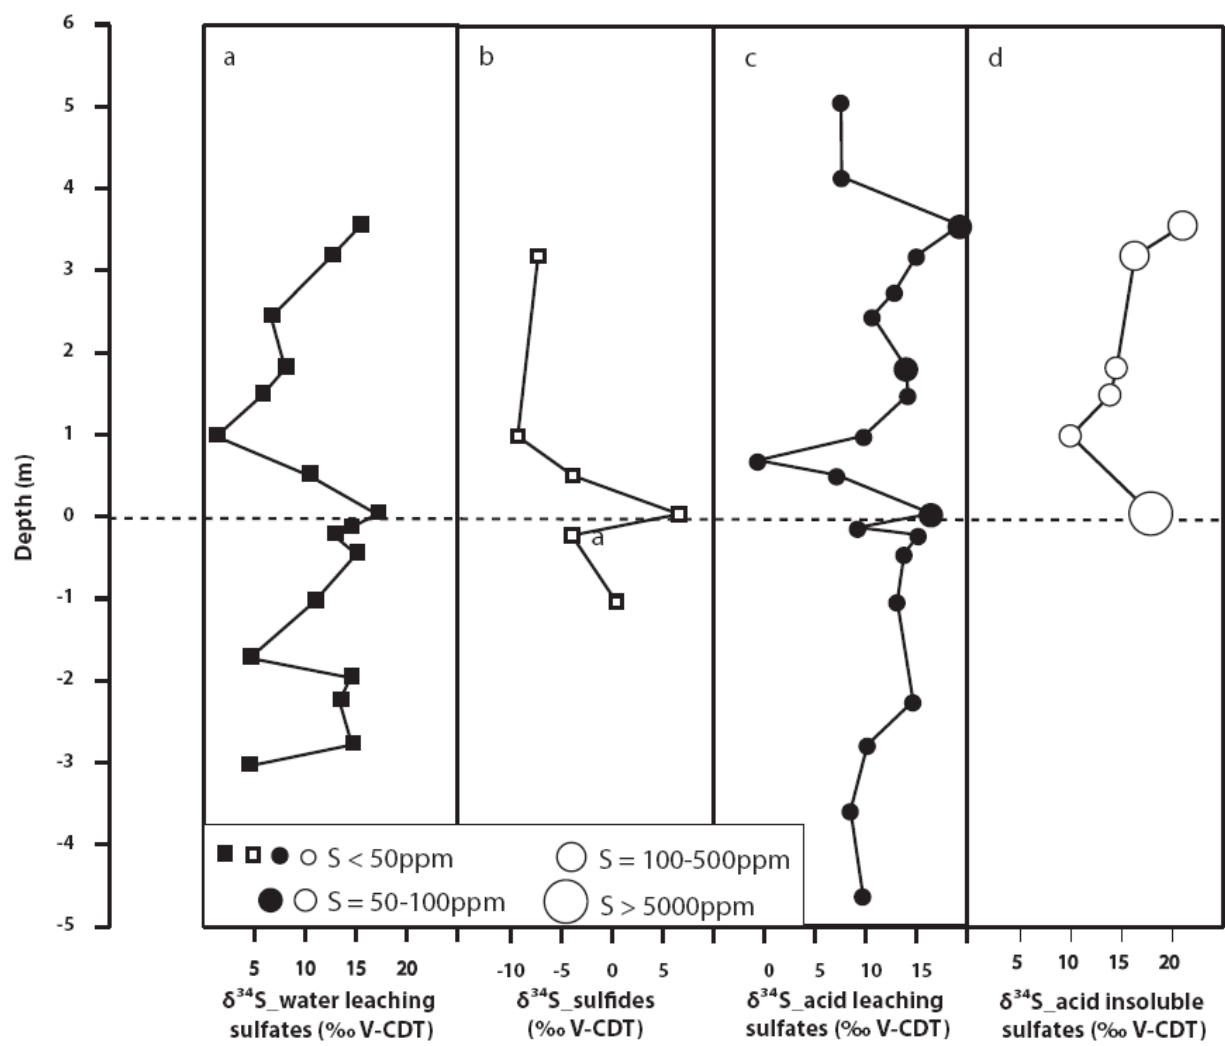 6
5
4
3
2
1
0
-1
-2
-3
-4
-5
Depth (m)
a
b
c
d
a
S < 50ppm
S = 100-500ppm
S = 50-100ppm
S > 5000ppm
5 10 15 20
-10 -5 0 5
0 5 10 15
5 10 15 20
δ³⁴S_water leaching
sulfates (‰ V-CDT)
δ³⁴S_sulfides
(‰ V-CDT)
δ³⁴S_acid leaching
sulfates (‰ V-CDT)
δ³⁴S_acid insoluble
sulfates (‰ V-CDT)